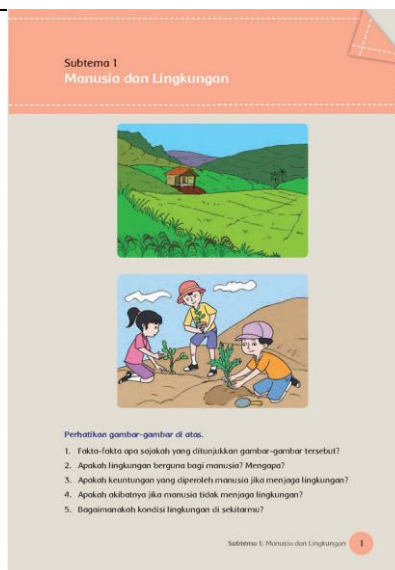 Subtema 1
Manusia dan Lingkungan
Perhatikan gambar-gambar di atas.
1. Fakta-fakta apa sajakah yang ditunjukkan gambar-gambar tersebut?
2. Apakah lingkungan berguna bagi manusia? Mengapa?
3. Apakah keuntungan yang diperoleh manusia jika menjaga lingkungan?
4. Apakah akibatnya jika manusia tidak menjaga lingkungan?
5. Bagaimanakah kondisi lingkungan di sekitarmu?
Subtema 1: Manusia dan Lingkungan 1